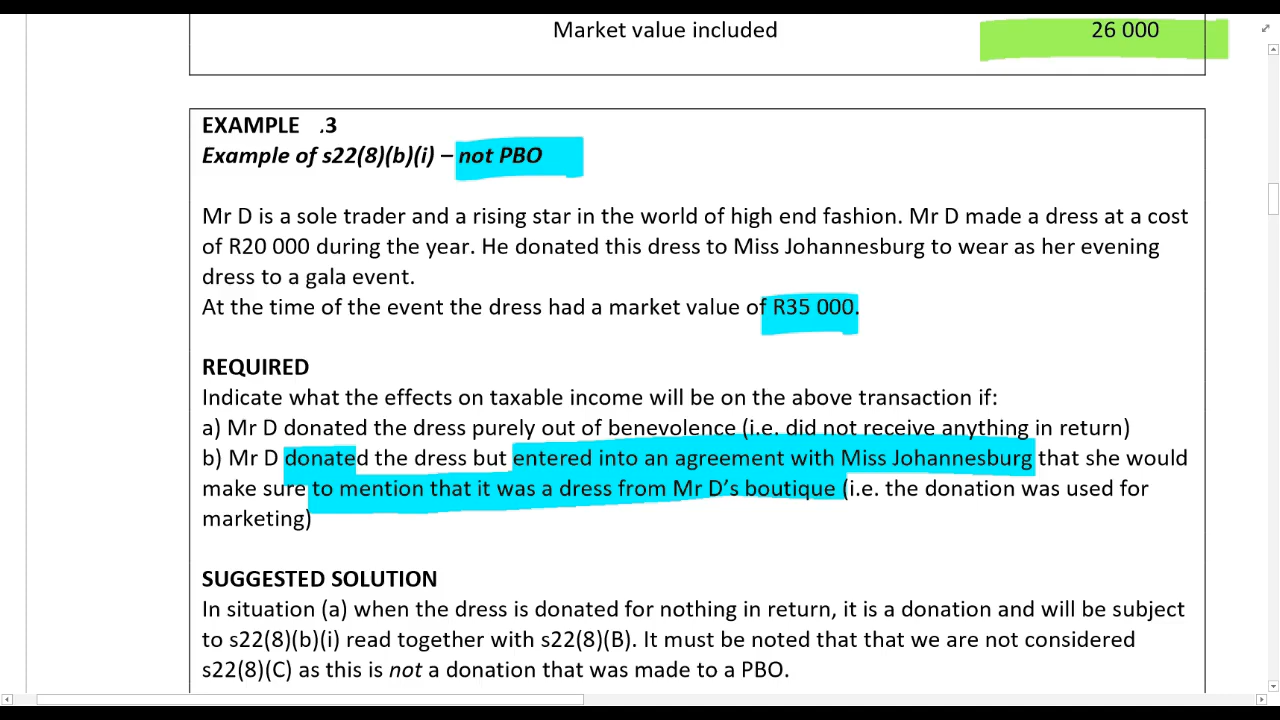 Market value included 26 000
EXAMPLE .3
Example of s22(8)(b)(i) – not PBO
Mr D is a sole trader and a rising star in the world of high end fashion. Mr D made a dress at a cost
of R20 000 during the year. He donated this dress to Miss Johannesburg to wear as her evening
dress to a gala event.
At the time of the event the dress had a market value of R35 000.
REQUIRED
Indicate what the effects on taxable income will be on the above transaction if:
a) Mr D donated the dress purely out of benevolence (i.e. did not receive anything in return)
b) Mr D donated the dress but entered into an agreement with Miss Johannesburg that she would
make sure to mention that it was a dress from Mr D’s boutique (i.e. the donation was used for
marketing)
SUGGESTED SOLUTION
In situation (a) when the dress is donated for nothing in return, it is a donation and will be subject
to s22(8)(b)(i) read together with s22(8)(B). It must be noted that that we are not considered
s22(8)(C) as this is not a donation that was made to a PBO.